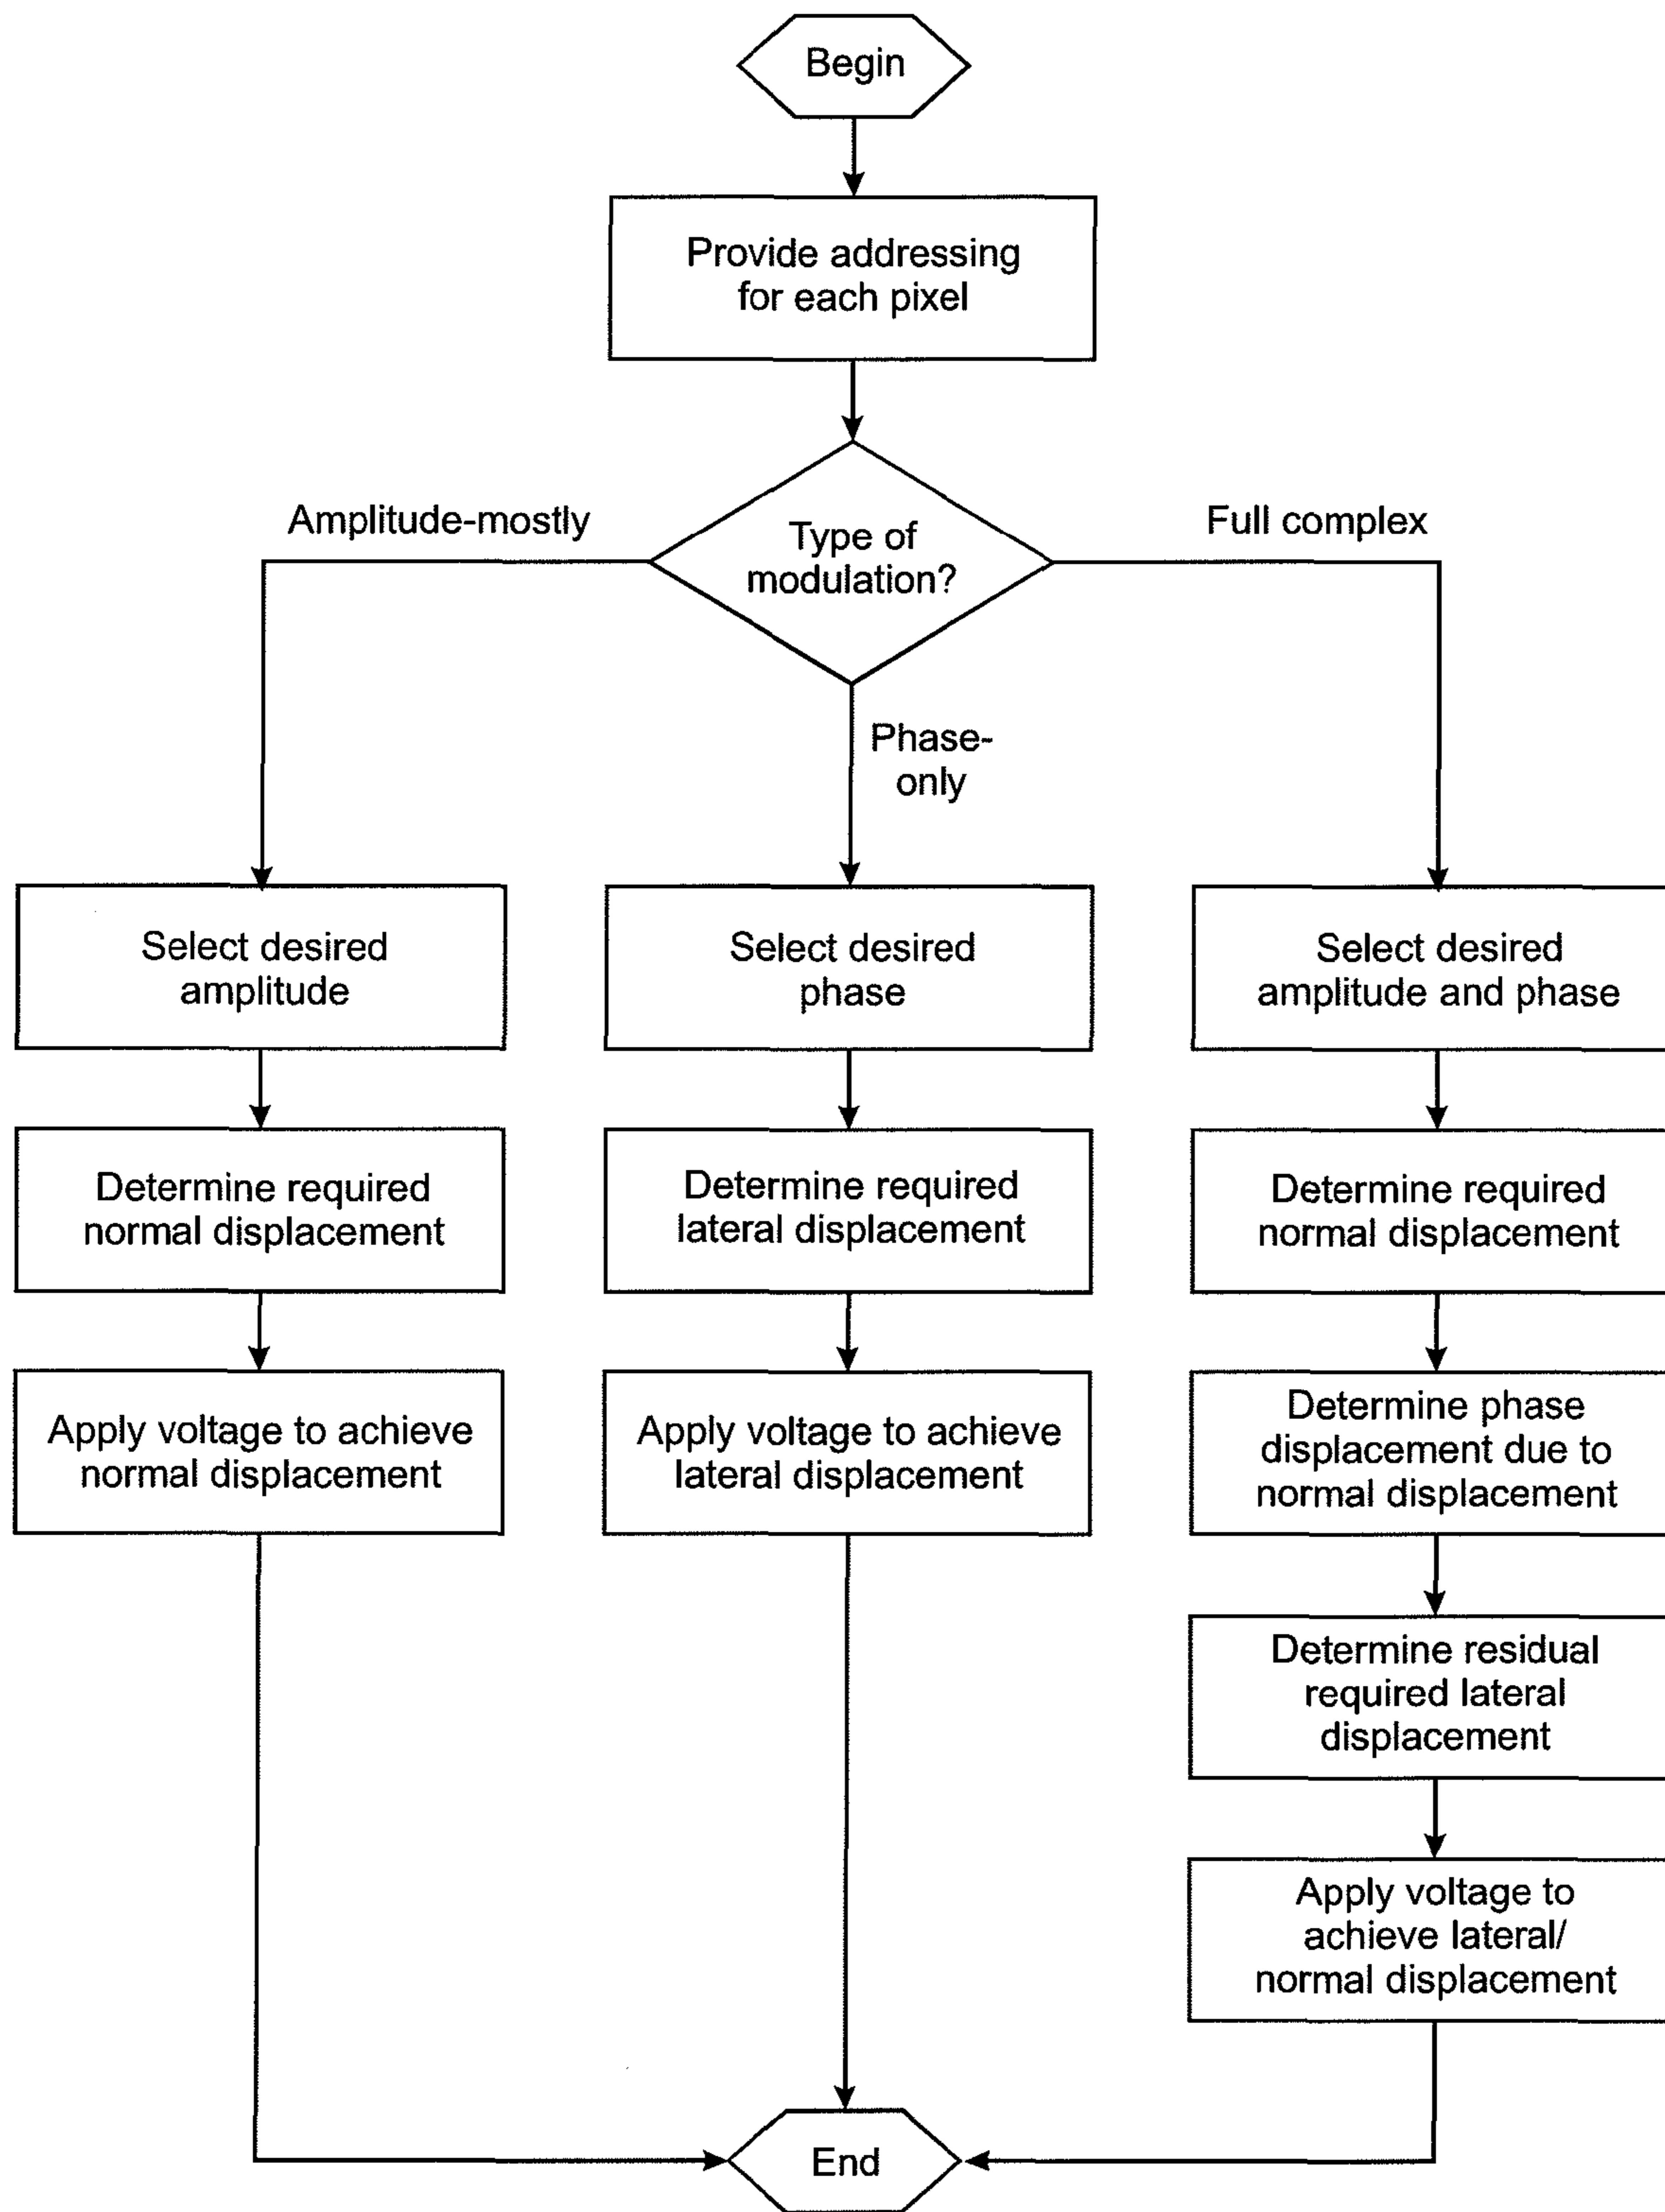 Begin
Provide addressing
for each pixel
Type of
modulation?
Amplitude-mostly
Phase-
only
Full complex
Select desired
amplitude
Determine required
normal displacement
Apply voltage to achieve
normal displacement
Select desired
phase
Determine required
lateral displacement
Apply voltage to achieve
lateral displacement
Select desired
amplitude and phase
Determine required
normal displacement
Determine phase
displacement due to
normal displacement
Determine residual
required lateral
displacement
Apply voltage to
achieve lateral/
normal displacement
End